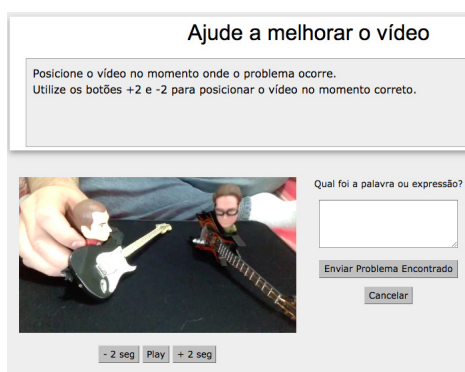 Ajude a melhorar o vídeo
Posicione o vídeo no momento onde o problema ocorre.
Utilize os botões +2 e -2 para posicionar o vídeo no momento correto.
Qual foi a palavra ou expressão?
Enviar Problema Encontrado
Cancelar
- 2 seg Play + 2 seg